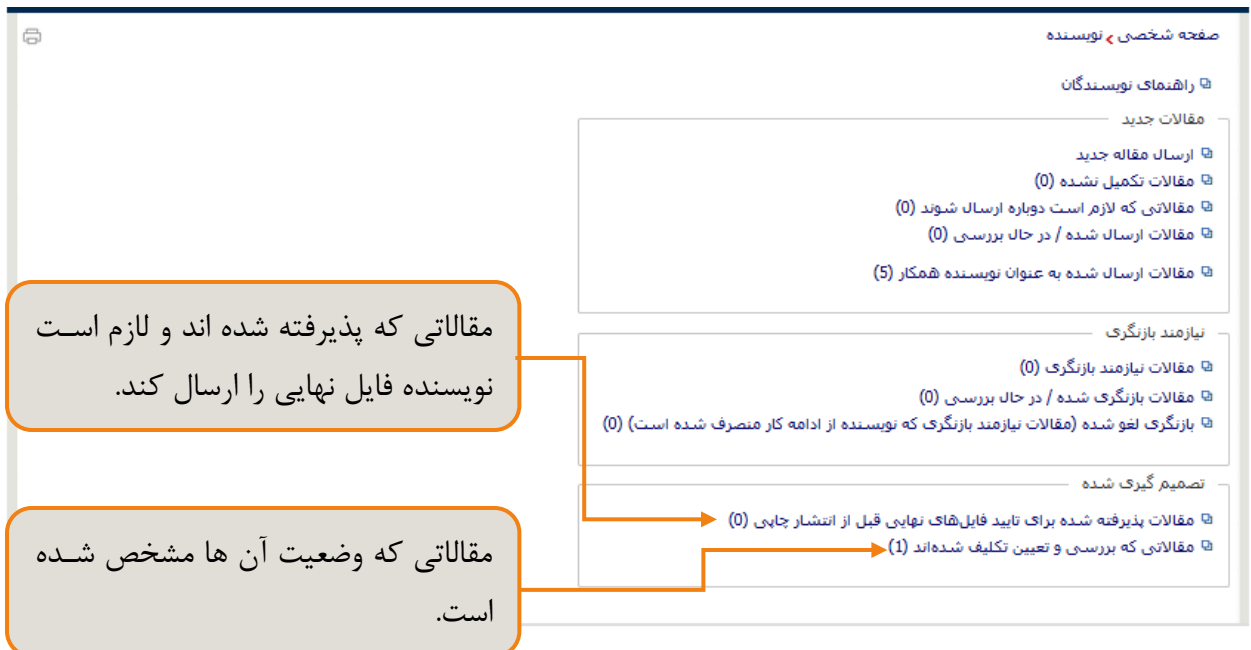 صفحه شخصی › نویسنده
راهنمای نویسندگان
مقالات جدید
ارسال مقاله جدید
مقالات تکمیل نشده (0)
مقالاتی که لازم است دوباره ارسال شوند (0)
مقالات ارسال شده / در حال بررسی (0)
مقالات ارسال شده به عنوان نویسنده همکار (5)
نیازمند بازنگری
مقالات نیازمند بازنگری (0)
مقالات بازنگری شده / در حال بررسی (0)
بازنگری لغو شده (مقالات نیازمند بازنگری که نویسنده از ادامه کار منصرف شده است) (0)
تصمیم گیری شده
مقالات پذیرفته شده برای تایید فایل‌های نهایی قبل از انتشار چاپی (0)
مقالاتی که بررسی و تعیین تکلیف شده‌اند (1)
مقالاتی که پذیرفته شده اند و لازم است
نویسنده فایل نهایی را ارسال کند.
مقالاتی که وضعیت آن ها مشخص شده
است.